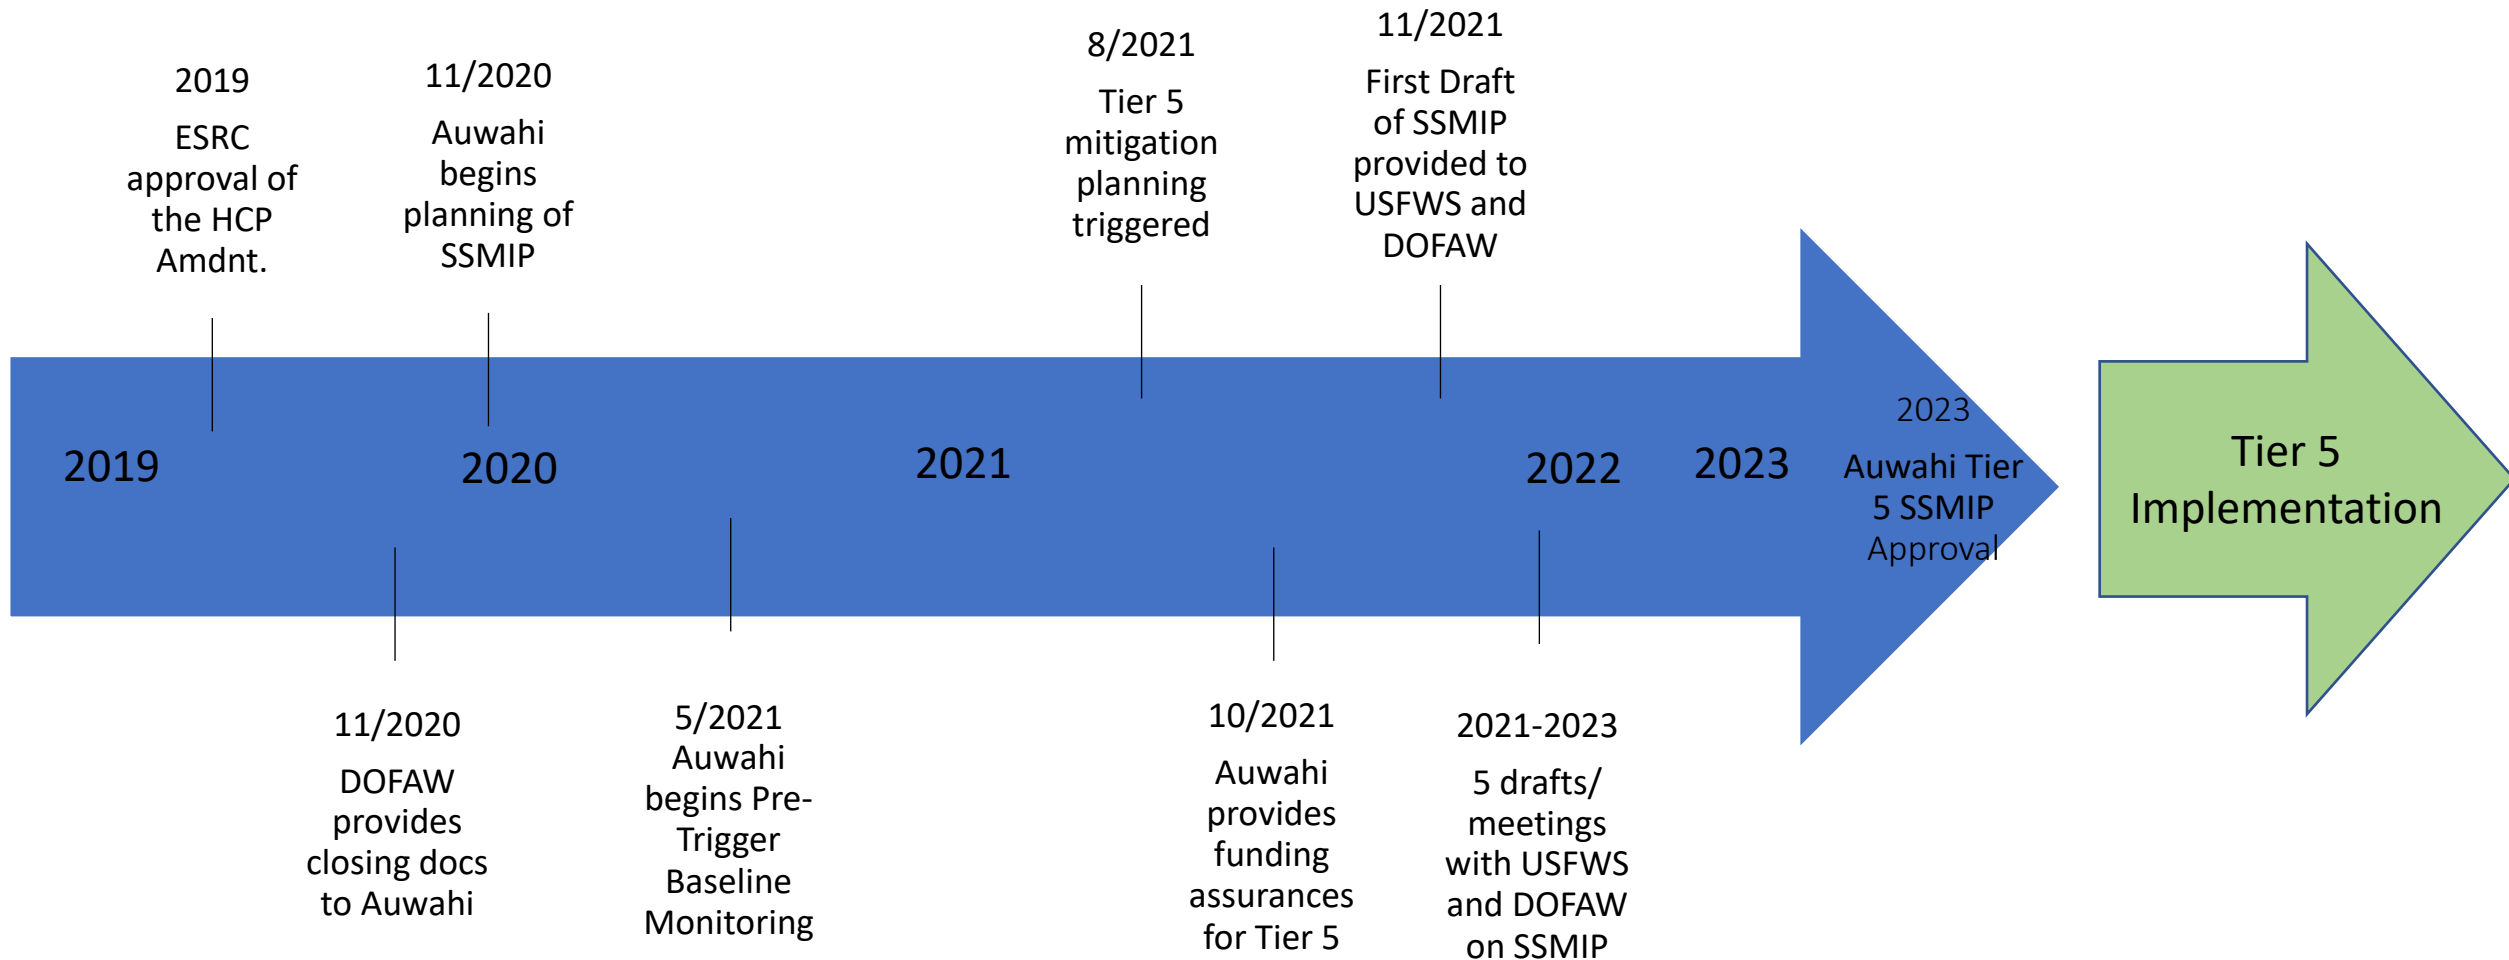 2019
ESRC
approval of
the HCP
Amdnt.
11/2020
Auwahi
begins
planning of
SSMIP
8/2021
Tier 5
mitigation
planning
triggered
11/2021
First Draft
of SSMIP
provided to
USFWS and
DOFAW
2019
2020
2021
2022
2023
2023
Auwahi Tier
5 SSMIP
Approval
Tier 5
Implementation
11/2020
DOFAW
provides
closing docs
to Auwahi
5/2021
Auwahi
begins Pre-
Trigger
Baseline
Monitoring
10/2021
Auwahi
provides
funding
assurances
for Tier 5
2021-2023
5 drafts/
meetings
with USFWS
and DOFAW
on SSMIP